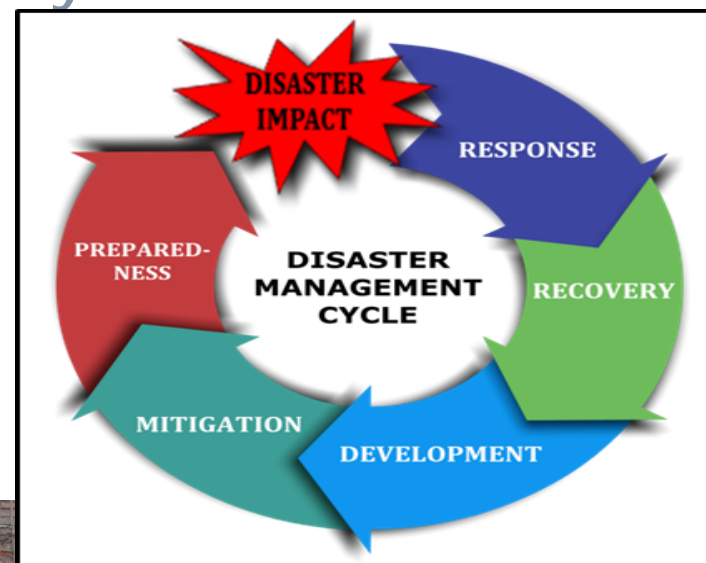 DISASTER
IMPACT
RESPONSE
PREPARED-
NESS
DISASTER
MANAGEMENT
CYCLE
RECOVERY
MITIGATION
DEVELOPMENT